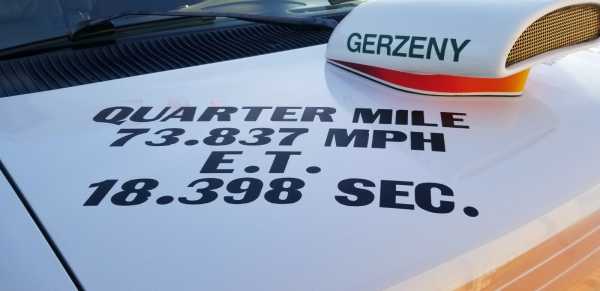 GERZENY
QUARTER MILE
73.837 MPH
E.T.
18.398 SEC.